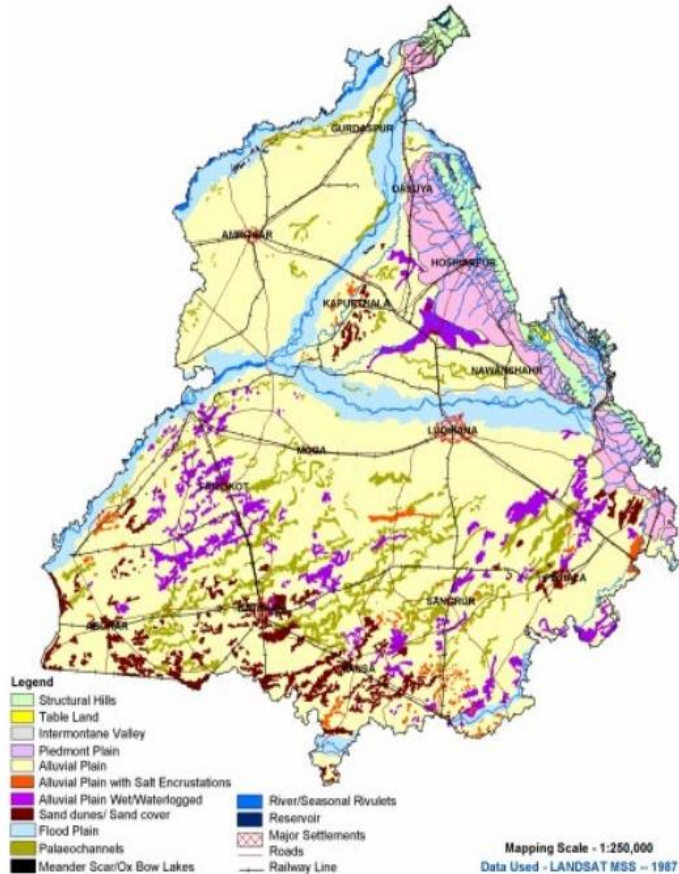 GURDASPUR
DASUYA
AMRITSAR
HOSHIARPUR
KAPURTHALA
NAWANSHAHR
LUDHIANA
MOGA
SANGRUR
ABOHAR
MANSA
Legend
Structural Hills
Table Land
Intermontane Valley
Piedmont Plain
Alluvial Plain
Alluvial Plain with Salt Encrustations
Alluvial Plain Wet/Waterlogged
Sand dunes/ Sand cover
Flood Plain
Palaeochannels
Meander Scar/Ox Bow Lakes
River/Seasonal Rivulets
Reservoir
Major Settlements
Roads
Railway Line
Mapping Scale - 1:250,000
Data Used - LANDSAT MSS -- 1987